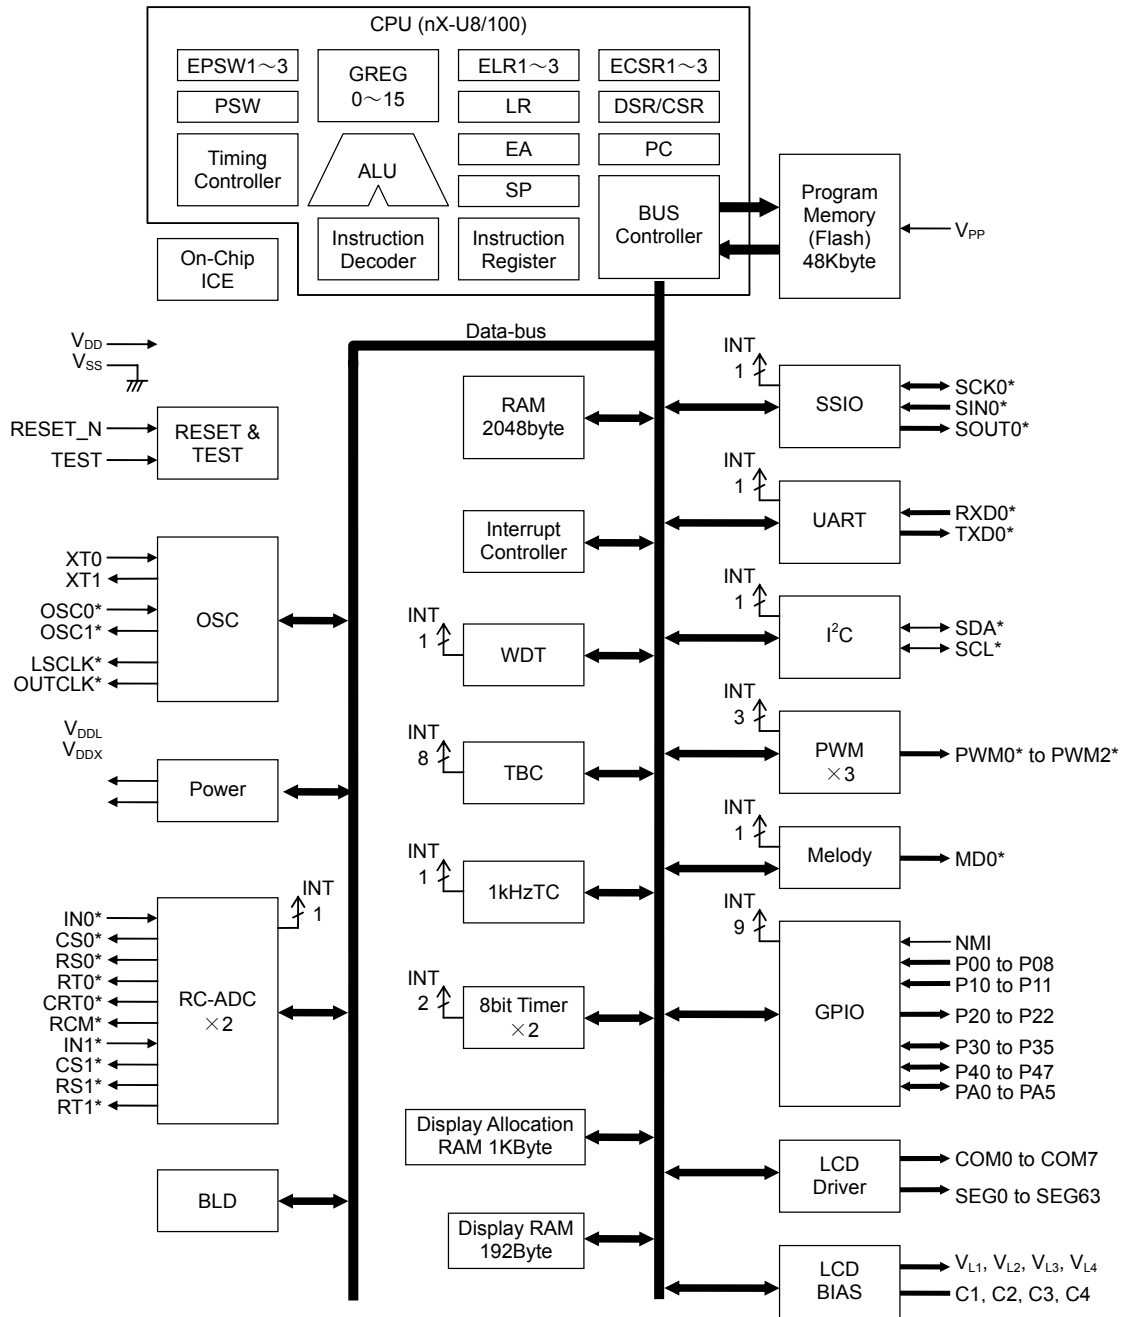 CPU (nX-U8/100)
EPSW1～3
GREG
0～15
ELR1～3
ECSR1～3
PSW
LR
DSR/CSR
Timing
Controller
ALU
EA
PC
SP
BUS
Controller
Instruction
Decoder
Instruction
Register
On-Chip
ICE
Program
Memory
(Flash)
48Kbyte
VPP
Data-bus
VDD
VSS
RESET_N
TEST
RESET &
TEST
XT0
XT1
OSC0*
OSC1*
LSCLK*
OUTCLK*
OSC
VDDL
VDDX
Power
IN0*
CS0*
RS0*
RT0*
CRT0*
RCM*
IN1*
CS1*
RS1*
RT1*
RC-ADC
×2
INT
1
BLD
RAM
2048byte
Interrupt
Controller
INT
1
WDT
INT
8
TBC
INT
1
1kHzTC
INT
2
8bit Timer
×2
Display Allocation
RAM 1KByte
Display RAM
192Byte
INT
1
SSIO
SCK0*
SIN0*
SOUT0*
INT
1
UART
RXD0*
TXD0*
INT
1
I2C
SDA*
SCL*
INT
3
PWM
×3
PWM0* to PWM2*
INT
1
Melody
MD0*
INT
9
GPIO
NMI
P00 to P08
P10 to P11
P20 to P22
P30 to P35
P40 to P47
PA0 to PA5
LCD
Driver
COM0 to COM7
SEG0 to SEG63
LCD
BIAS
VL1, VL2, VL3, VL4
C1, C2, C3, C4